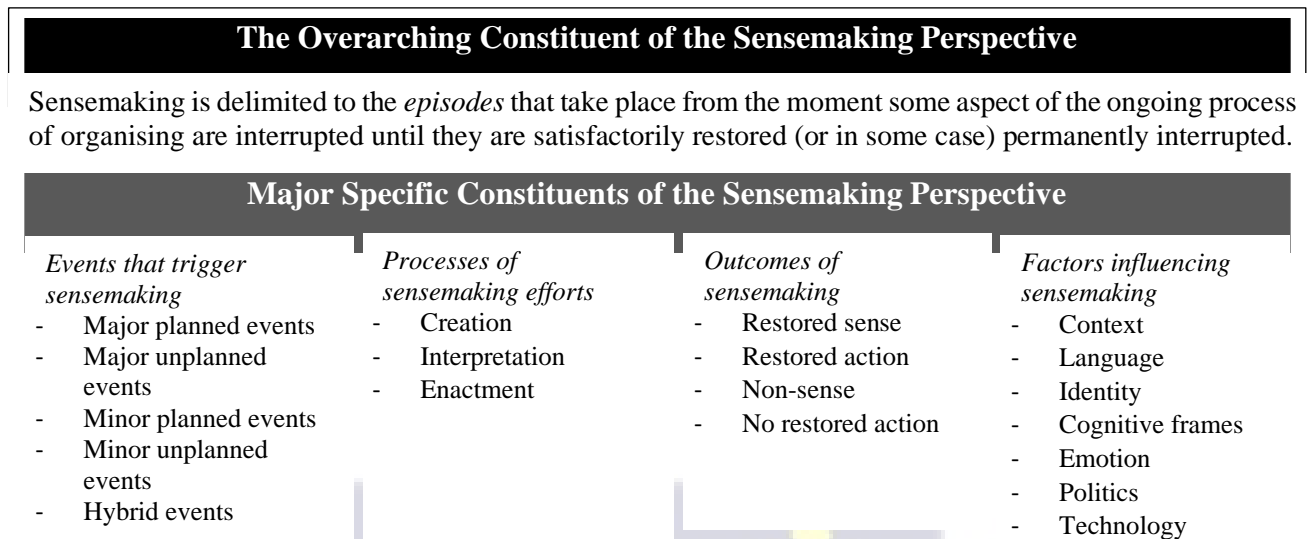 The Overarching Constituent of the Sensemaking Perspective
Sensemaking is delimited to the episodes that take place from the moment some aspect of the ongoing process
of organising are interrupted until they are satisfactorily restored (or in some case) permanently interrupted.
Major Specific Constituents of the Sensemaking Perspective
Events that trigger
sensemaking
- Major planned events
- Major unplanned
events
- Minor planned events
- Minor unplanned
events
- Hybrid events
Processes of
sensemaking efforts
- Creation
- Interpretation
- Enactment
Outcomes of
sensemaking
- Restored sense
- Restored action
- Non-sense
- No restored action
Factors influencing
sensemaking
- Context
- Language
- Identity
- Cognitive frames
- Emotion
- Politics
- Technology